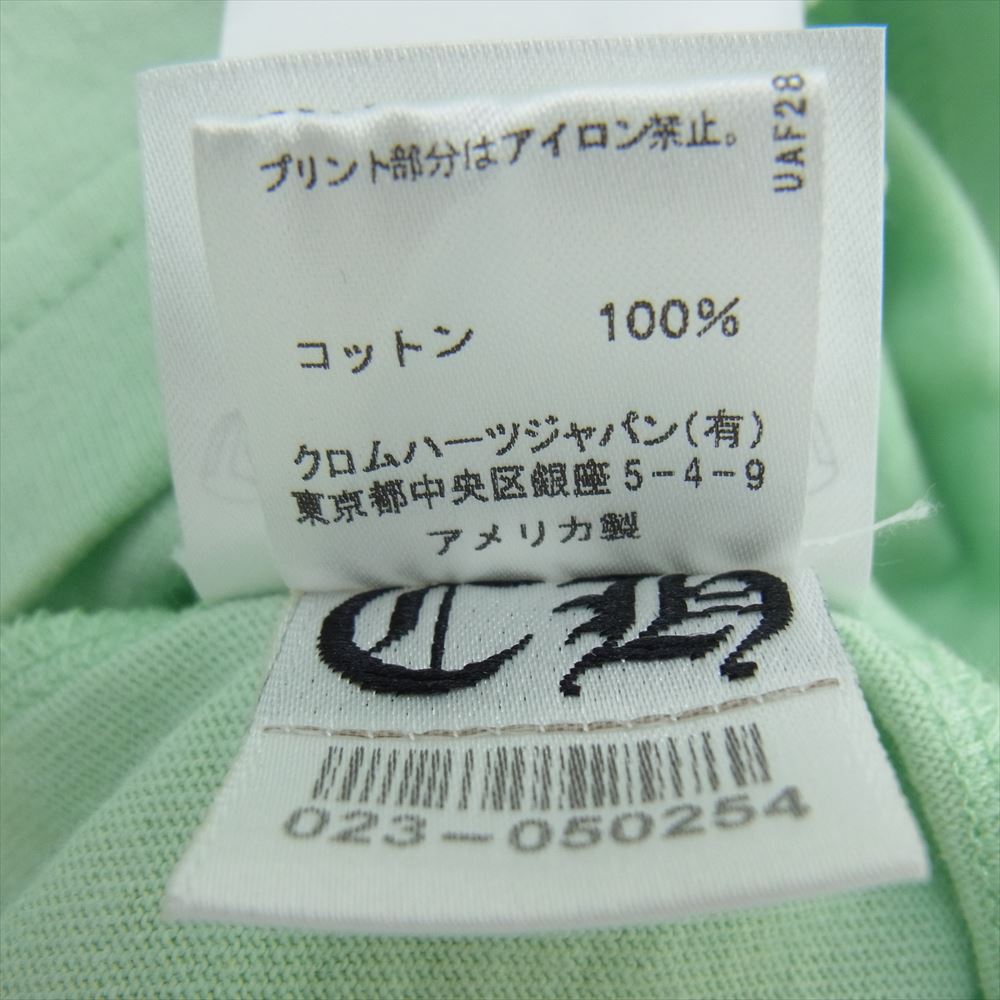 プリント部分はアイロン禁止。
UAF28
コットン 100%
クロムハーツジャパン(有)
東京都中央区銀座5-4-9
アメリカ製
CH
023-050254